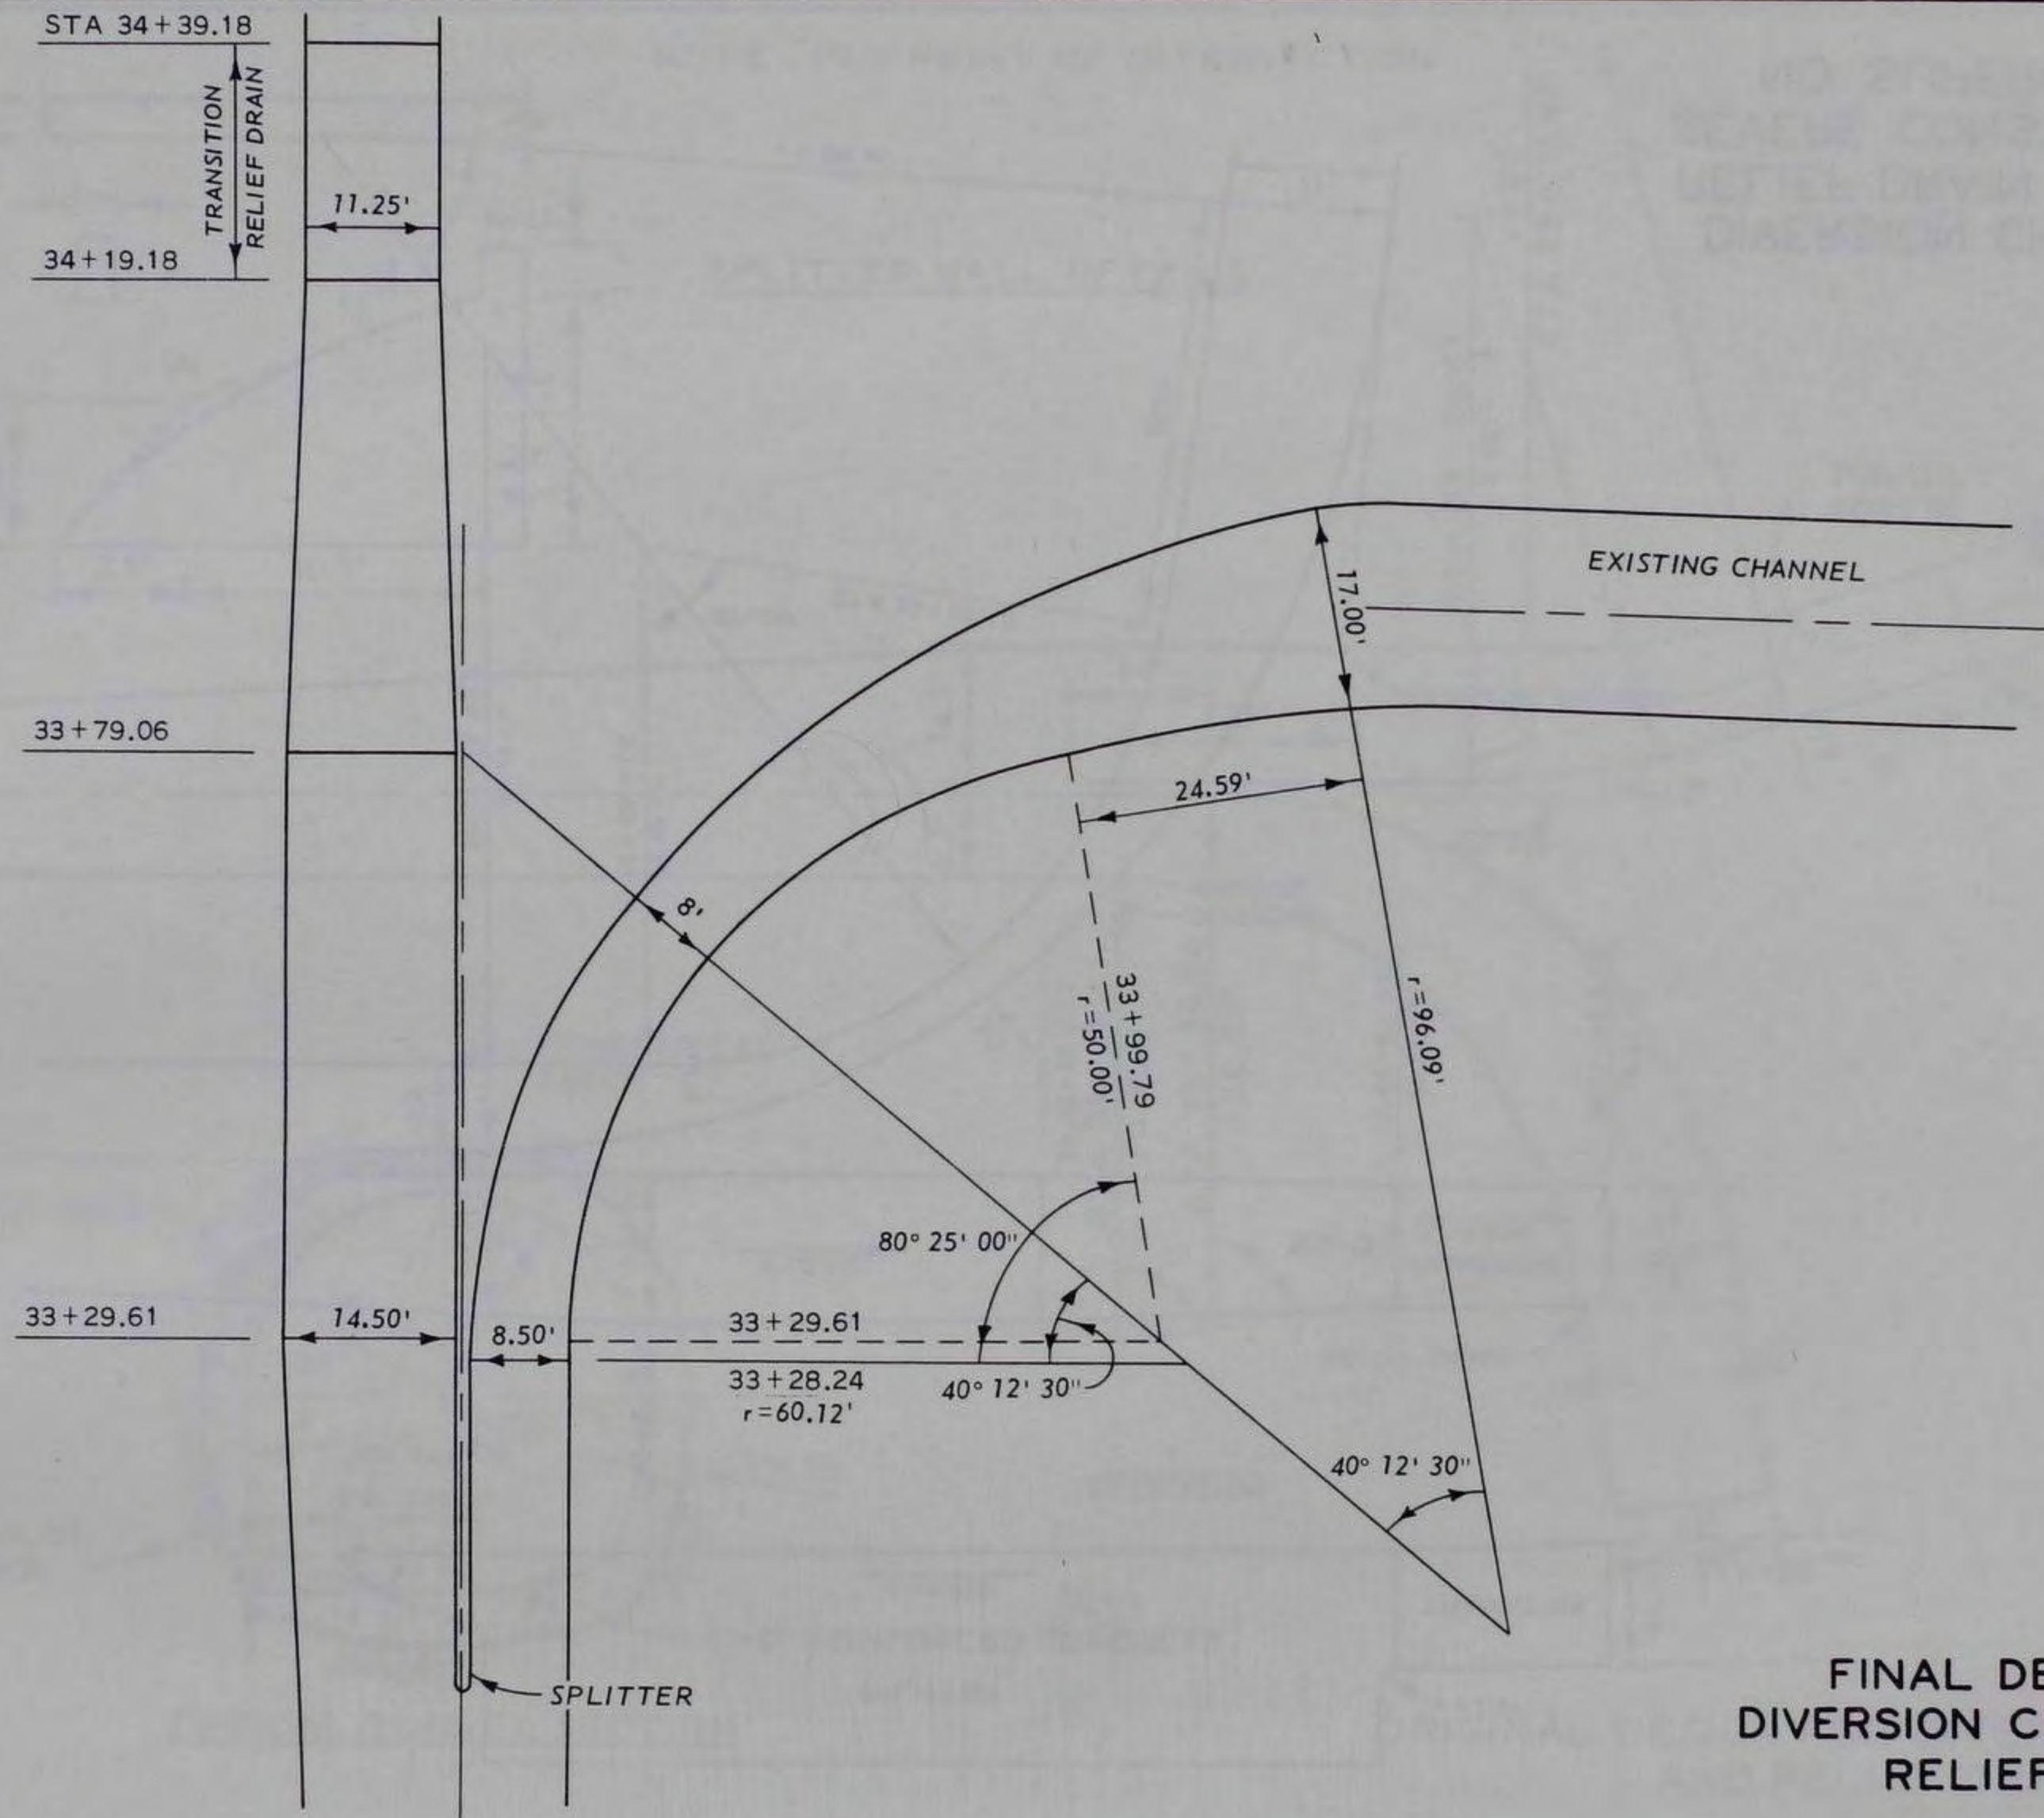 STA 34+39.18
TRANSITION
RELIEF DRAIN
11.25'
34+19.18
EXISTING CHANNEL
17.00'
33+79.06
24.59'
8'
33+99.79
r=50.00'
r=96.09'
80° 25' 00"
33+29.61
14.50'
8.50'
33+29.61
33+28.24
r=60.12'
40° 12' 30"
40° 12' 30"
SPLITTER
FINAL DE
DIVERSION C
RELIEF